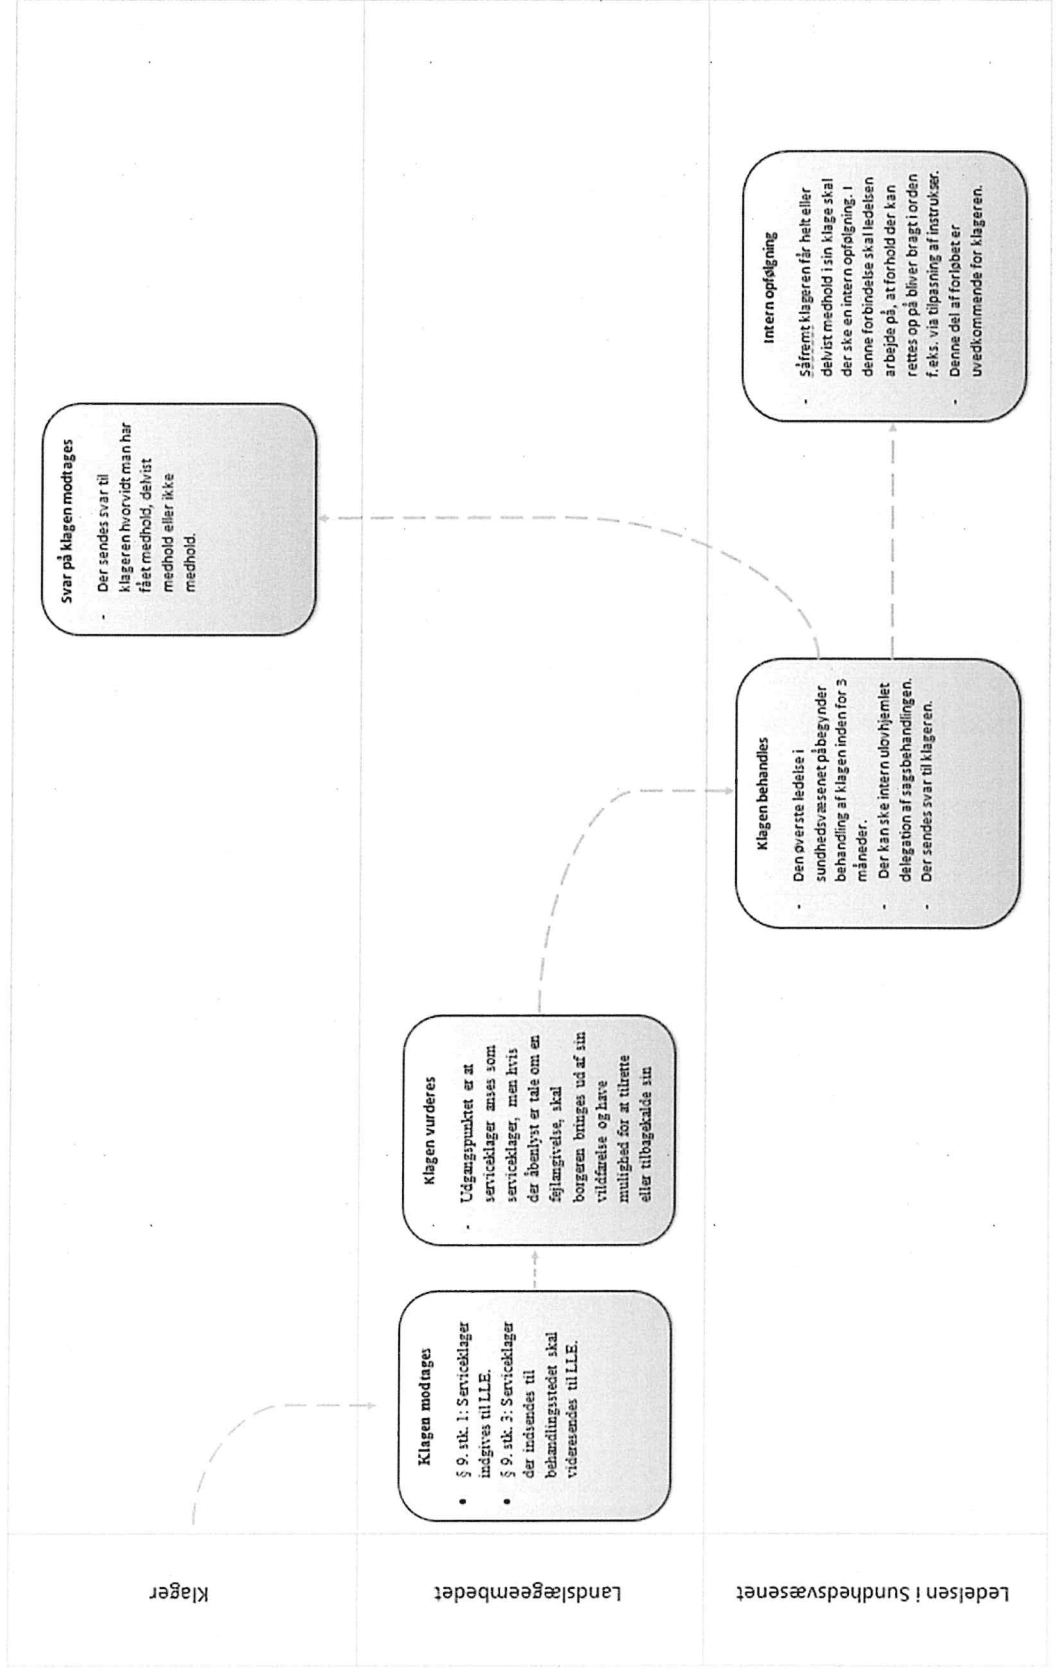 Klager
Svar på klagen modtages
- Der sendes svar til
klageren hvorvidt man har
fået medhold, delvist
medhold eller ikke
medhold.
Landslægeembedet
Klagen modtages
• § 9. stk. 1: Serviceklager
indgives til LLE.
• § 9. stk. 3: Serviceklager
der indsendes til
behandlingsstedet skal
videresendes til LLE.
Klagen vurderes
- Udgangspunktet er at
serviceklager anses som
serviceklager, men hvis
der åbenlyst er tale om en
fejlangivelse, skal
borgeren bringes ud af sin
vildfarelse og have
mulighed for at tilrette
eller tilbagekalde sin
Ledelsen i Sundhedsvæsenet
Klagen behandles
- Den øverste ledelse i
sundhedsvæsenet påbegynder
behandling af klagen inden for 3
måneder.
- Der kan ske intern ulovhjemlet
delegation af sagsbehandlingen.
- Der sendes svar til klageren.
Intern opfølgning
- Såfremt klageren får helt eller
delvist medhold i sin klage skal
der ske en intern opfølgning. I
denne forbindelse skal ledelsen
arbejde på, at forhold der kan
rettes op på bliver bragt i orden
f.eks. via tilpasning af instrukser.
- Denne del af forløbet er
uvedkommende for klageren.